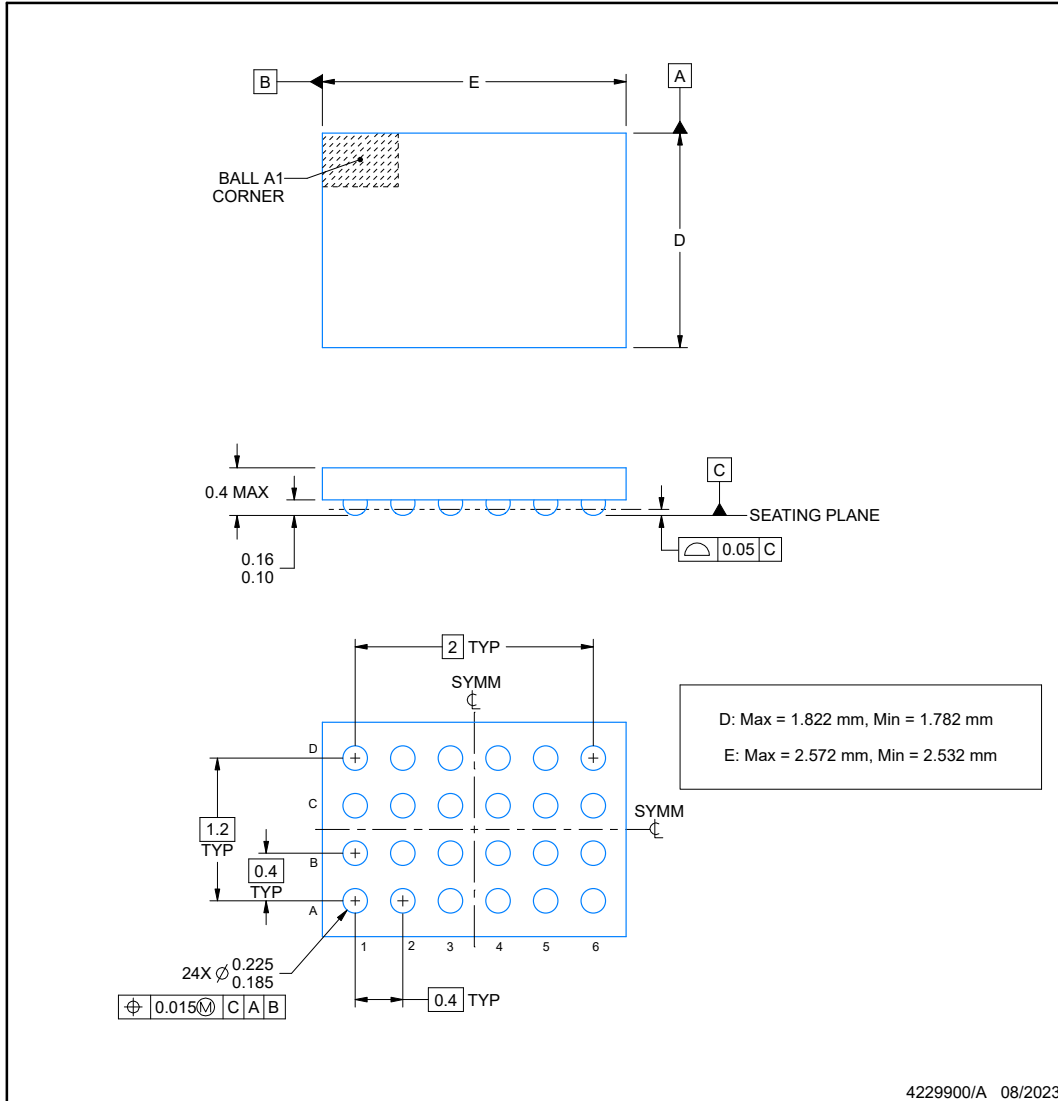 B
E
A
BALL A1
CORNER
D
0.4 MAX
C
SEATING PLANE
0.16
0.10
⌓ 0.05 C
2 TYP
SYMM
℄
D: Max = 1.822 mm, Min = 1.782 mm
E: Max = 2.572 mm, Min = 2.532 mm
D
C
SYMM
℄
1.2
TYP
B
0.4
TYP
A
1 2 3 4 5 6
24X ⌀ 0.225
0.185
⌖ 0.015Ⓜ C A B
0.4 TYP
4229900/A 08/2023